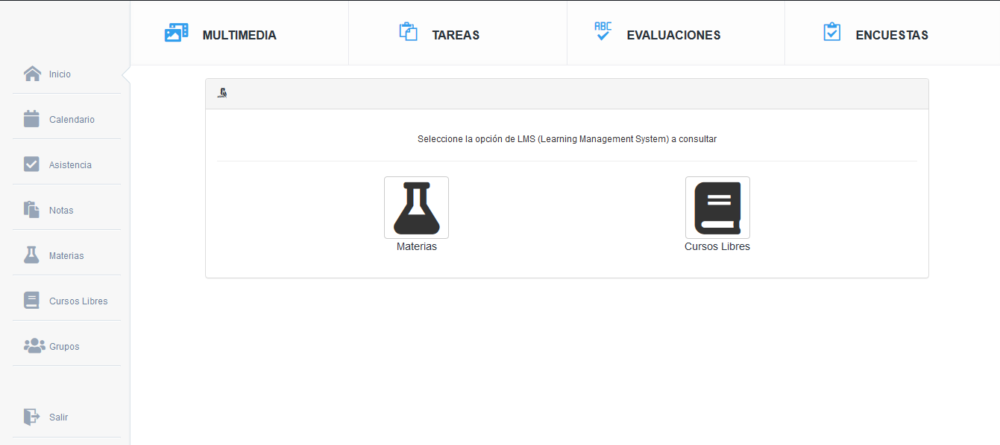 MULTIMEDIA
TAREAS
ABC
EVALUACIONES
ENCUESTAS
Inicio
Calendario
Asistencia
Notas
Materias
Cursos Libres
Grupos
Salir
Seleccione la opción de LMS (Learning Management System) a consultar
Materias
Cursos Libres